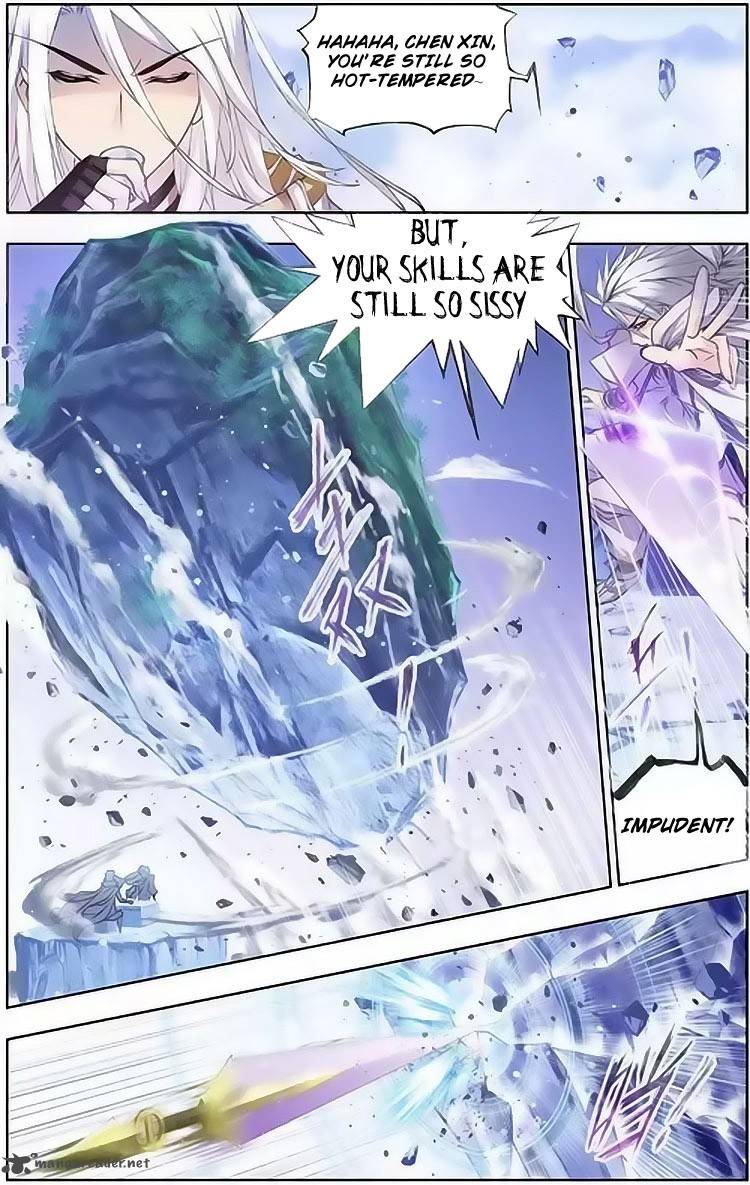 HAHAHA, CHEN XIN,
YOU'RE STILL SO
HOT-TEMPERED~
BUT,
YOUR SKILLS ARE
STILL SO SISSY
IMPUDENT!
mangareader.net